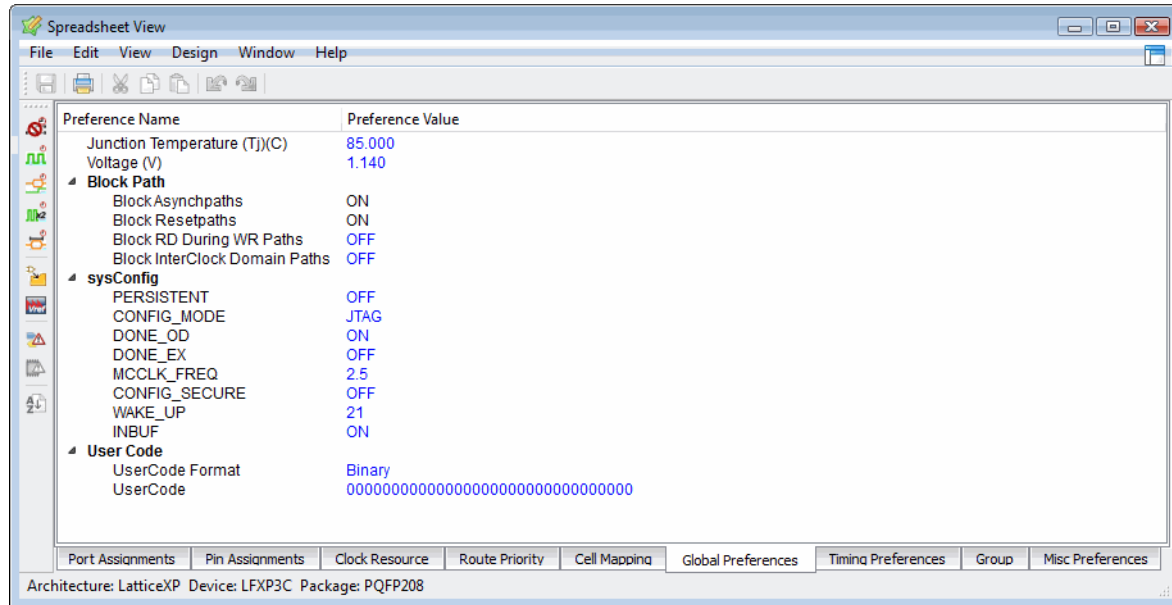 Spreadsheet View
File Edit View Design Window Help
Preference Name Preference Value
Junction Temperature (Tj)(C) 85.000
Voltage (V) 1.140
Block Path
Block Asynchpaths ON
Block Resetpaths ON
Block RD During WR Paths OFF
Block InterClock Domain Paths OFF
sysConfig
PERSISTENT OFF
CONFIG_MODE JTAG
DONE_OD ON
DONE_EX OFF
MCCLK_FREQ 2.5
CONFIG_SECURE OFF
WAKE_UP 21
INBUF ON
User Code
UserCode Format Binary
UserCode 00000000000000000000000000000000
Port Assignments Pin Assignments Clock Resource Route Priority Cell Mapping Global Preferences Timing Preferences Group Misc Preferences
Architecture: LatticeXP Device: LFXP3C Package: PQFP208